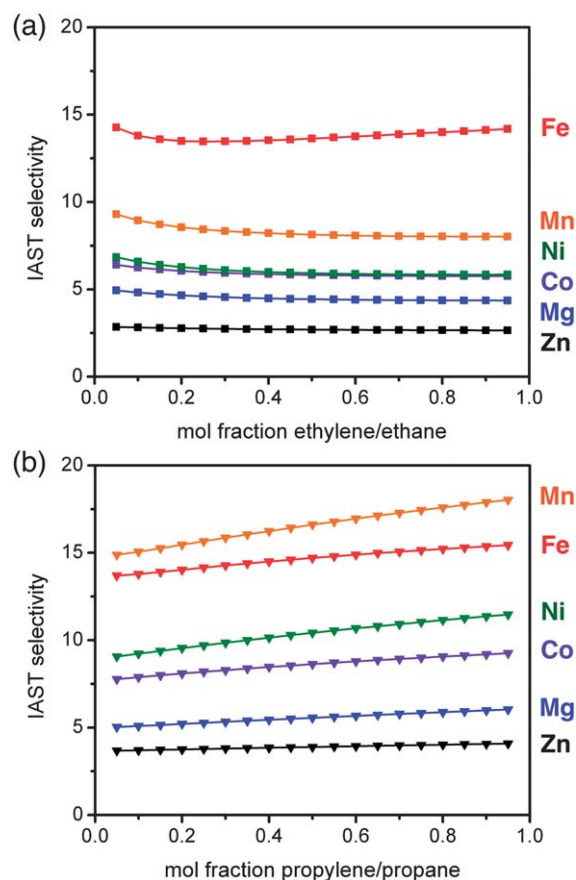 (a)
20
15
10
5
0
IAST selectivity
Fe
Mn
Ni
Co
Mg
Zn
0.0 0.2 0.4 0.6 0.8 1.0
mol fraction ethylene/ethane
(b)
20
15
10
5
0
IAST selectivity
Mn
Fe
Ni
Co
Mg
Zn
0.0 0.2 0.4 0.6 0.8 1.0
mol fraction propylene/propane